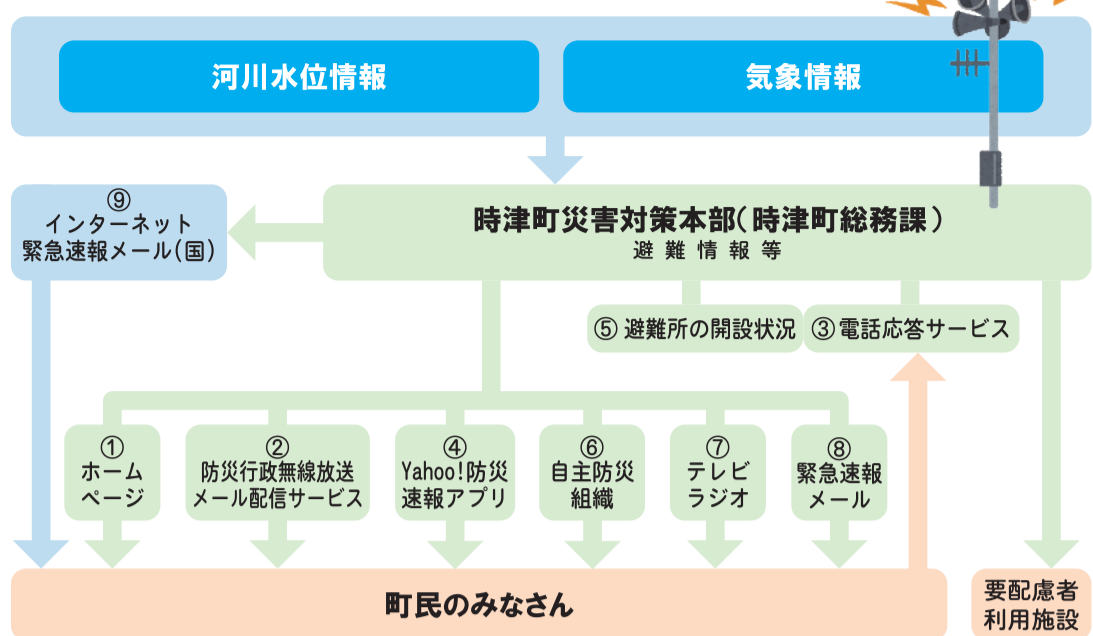 河川水位情報
気象情報
⑨
インターネット
緊急速報メール(国)
時津町災害対策本部(時津町総務課)
避難情報等
⑤避難所の開設状況
③電話応答サービス
①
ホーム
ページ
②
防災行政無線放送
メール配信サービス
④
Yahoo!防災
速報アプリ
⑥
自主防災
組織
⑦
テレビ
ラジオ
⑧
緊急速報
メール
町民のみなさん
要配慮者
利用施設